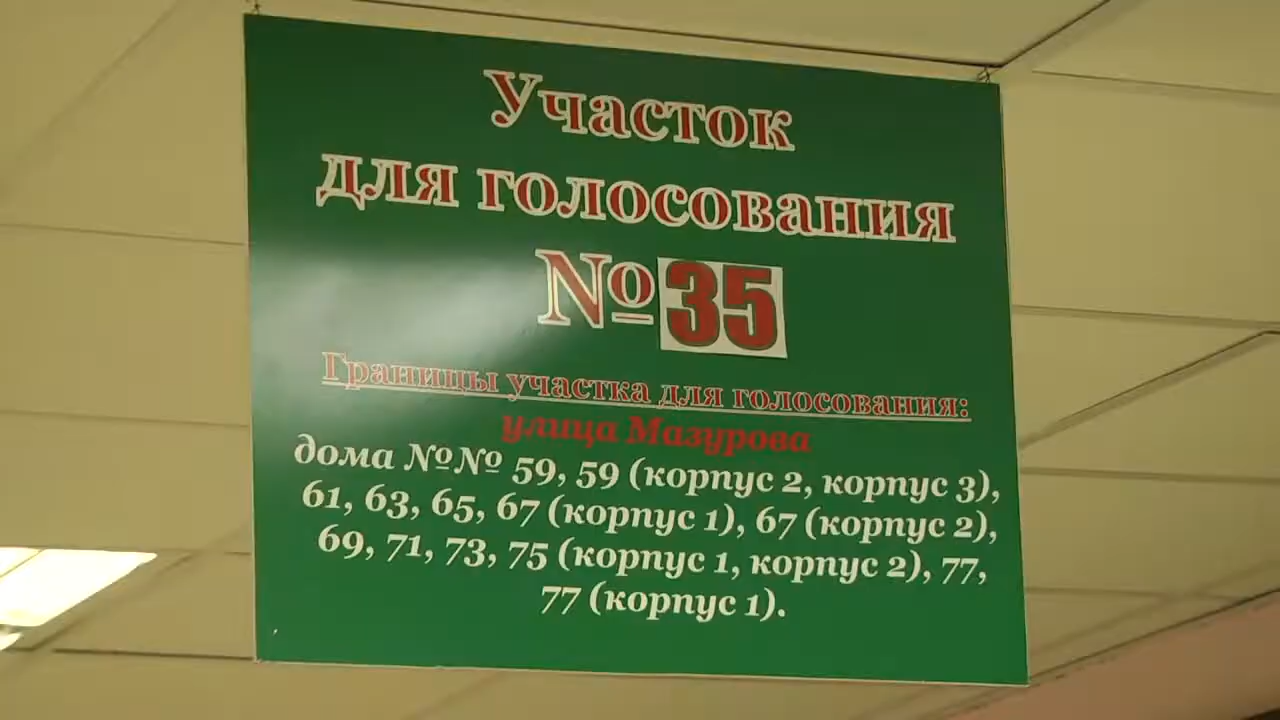 Участок
для голосования
№35
Границы участка для голосования:
улица Мазурова
дома №№ 59, 59 (корпус 2, корпус 3),
61, 63, 65, 67 (корпус 1), 67 (корпус 2),
69, 71, 73, 75 (корпус 1, корпус 2), 77,
77 (корпус 1).